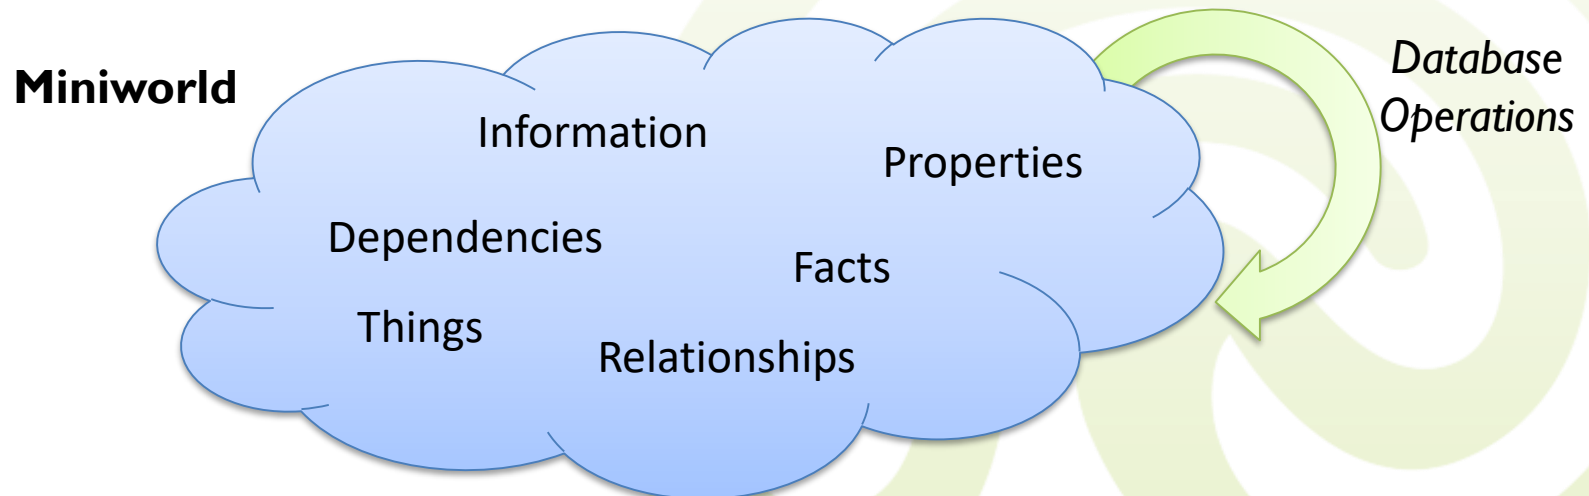 Miniworld
Information
Properties
Dependencies
Facts
Things
Relationships
Database
Operations